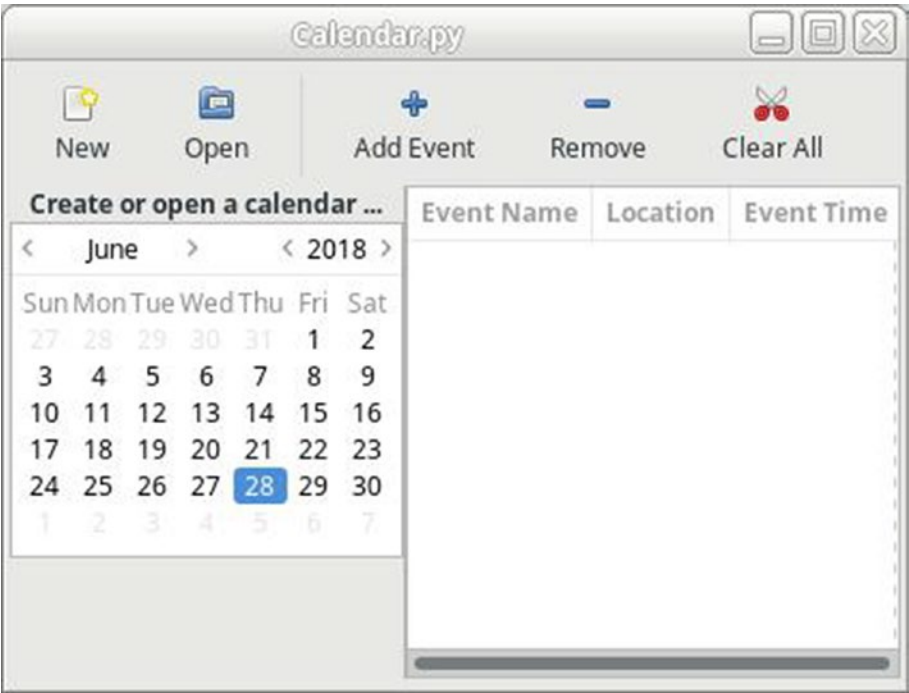 Calendar.py
New Open Add Event Remove Clear All
Create or open a calendar ...
< June > < 2018 >
Sun Mon Tue Wed Thu Fri Sat
27 28 29 30 31 1 2
3 4 5 6 7 8 9
10 11 12 13 14 15 16
17 18 19 20 21 22 23
24 25 26 27 28 29 30
1 2 3 4 5 6 7
Event Name Location Event Time